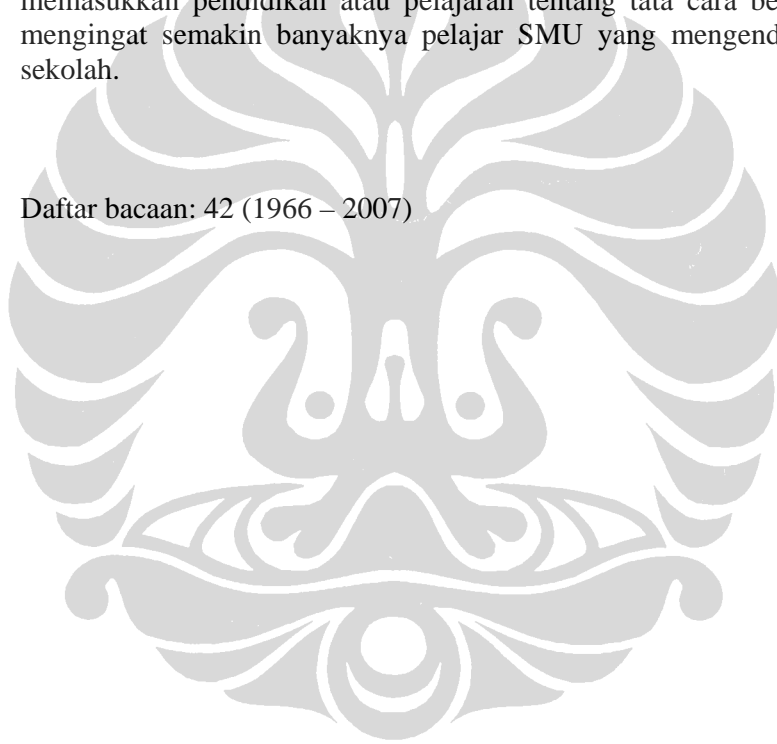 memasukkan pendidikan atau pelajaran tentang tata cara be
mengingat semakin banyaknya pelajar SMU yang mengend
sekolah.
Daftar bacaan: 42 (1966 – 2007)